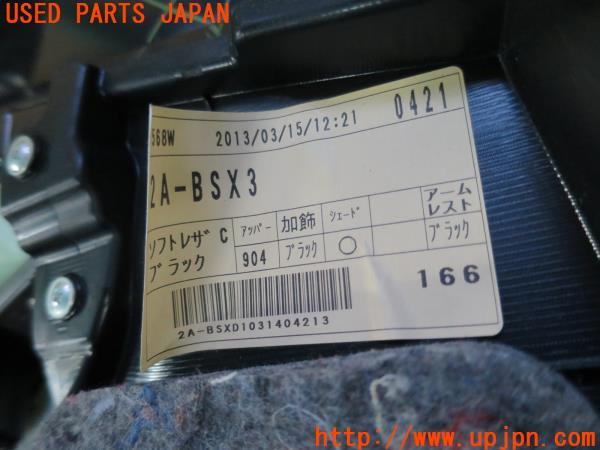 USED PARTS JAPAN
568W 2013/03/15/12:21 0421
2A-BSX3
ソフトレザ C
ブラック
アッパー
904
加飾
ブラック
シェード
○
アーム
レスト
ブラック
166
2A-BSXD1031404213
http://www.upjpn.com/